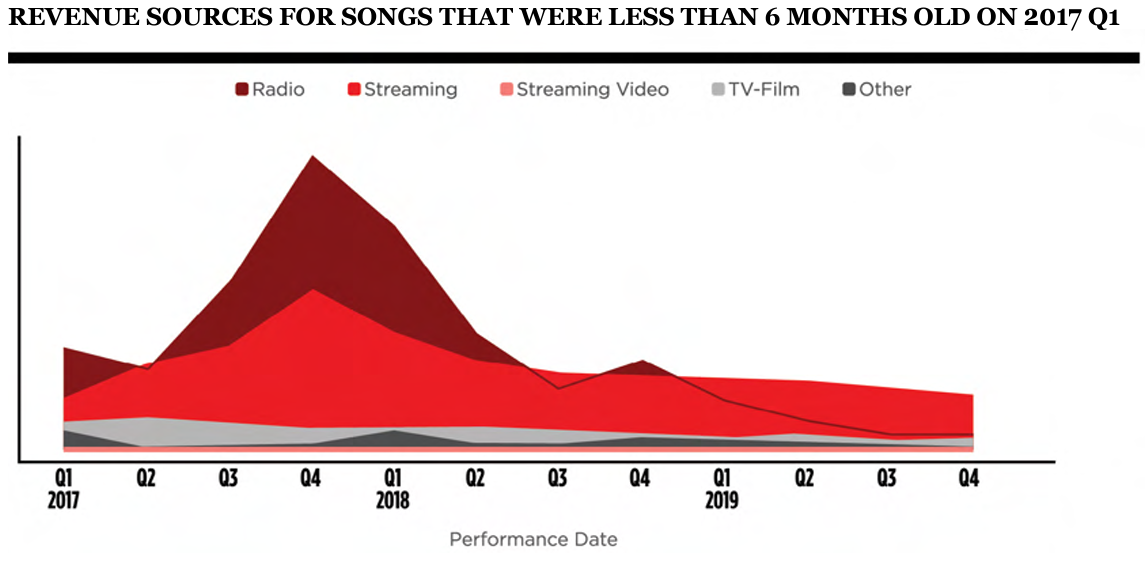 REVENUE SOURCES FOR SONGS THAT WERE LESS THAN 6 MONTHS OLD ON 2017 Q1
Radio Streaming Streaming Video TV-Film Other
Q1 Q2 Q3 Q4 Q1 Q2 Q3 Q4 Q1 Q2 Q3 Q4
2017 2018 2019
Performance Date